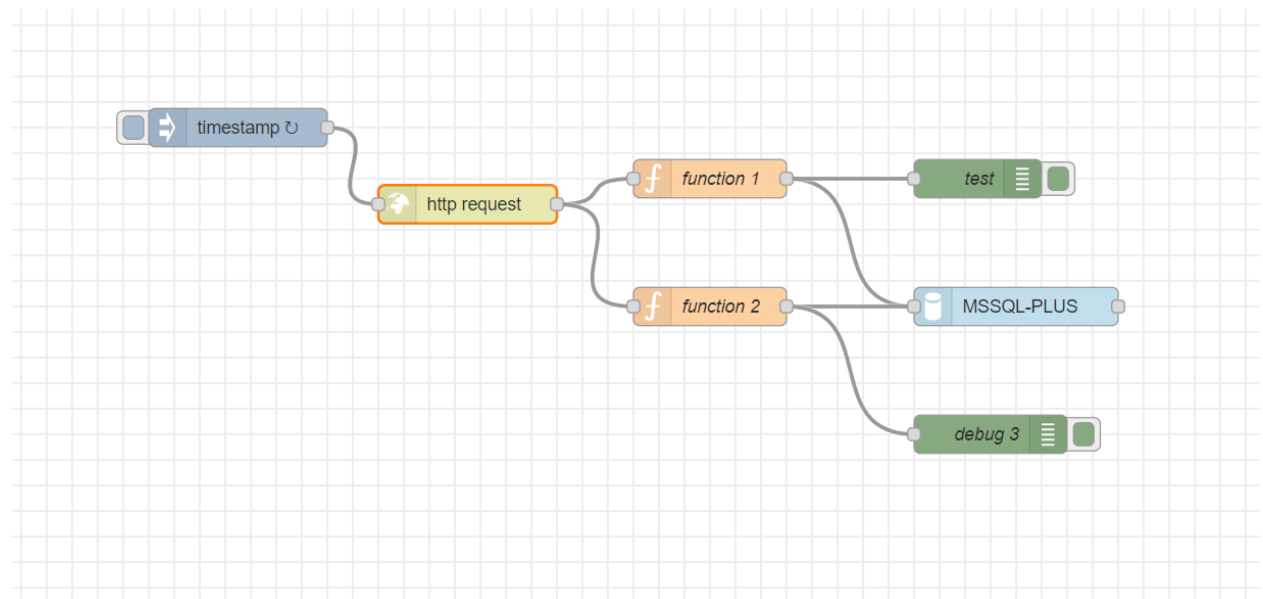 timestamp ↻
http request
function 1
test
function 2
MSSQL-PLUS
debug 3